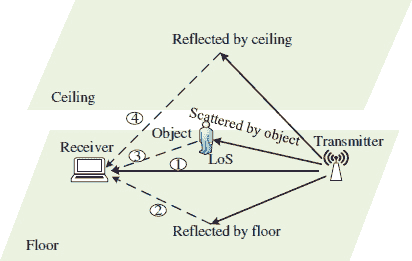 Reflected by ceiling
Ceiling
④
Scattered by object
Object
Transmitter
Receiver
③
①
LoS
②
Reflected by floor
Floor